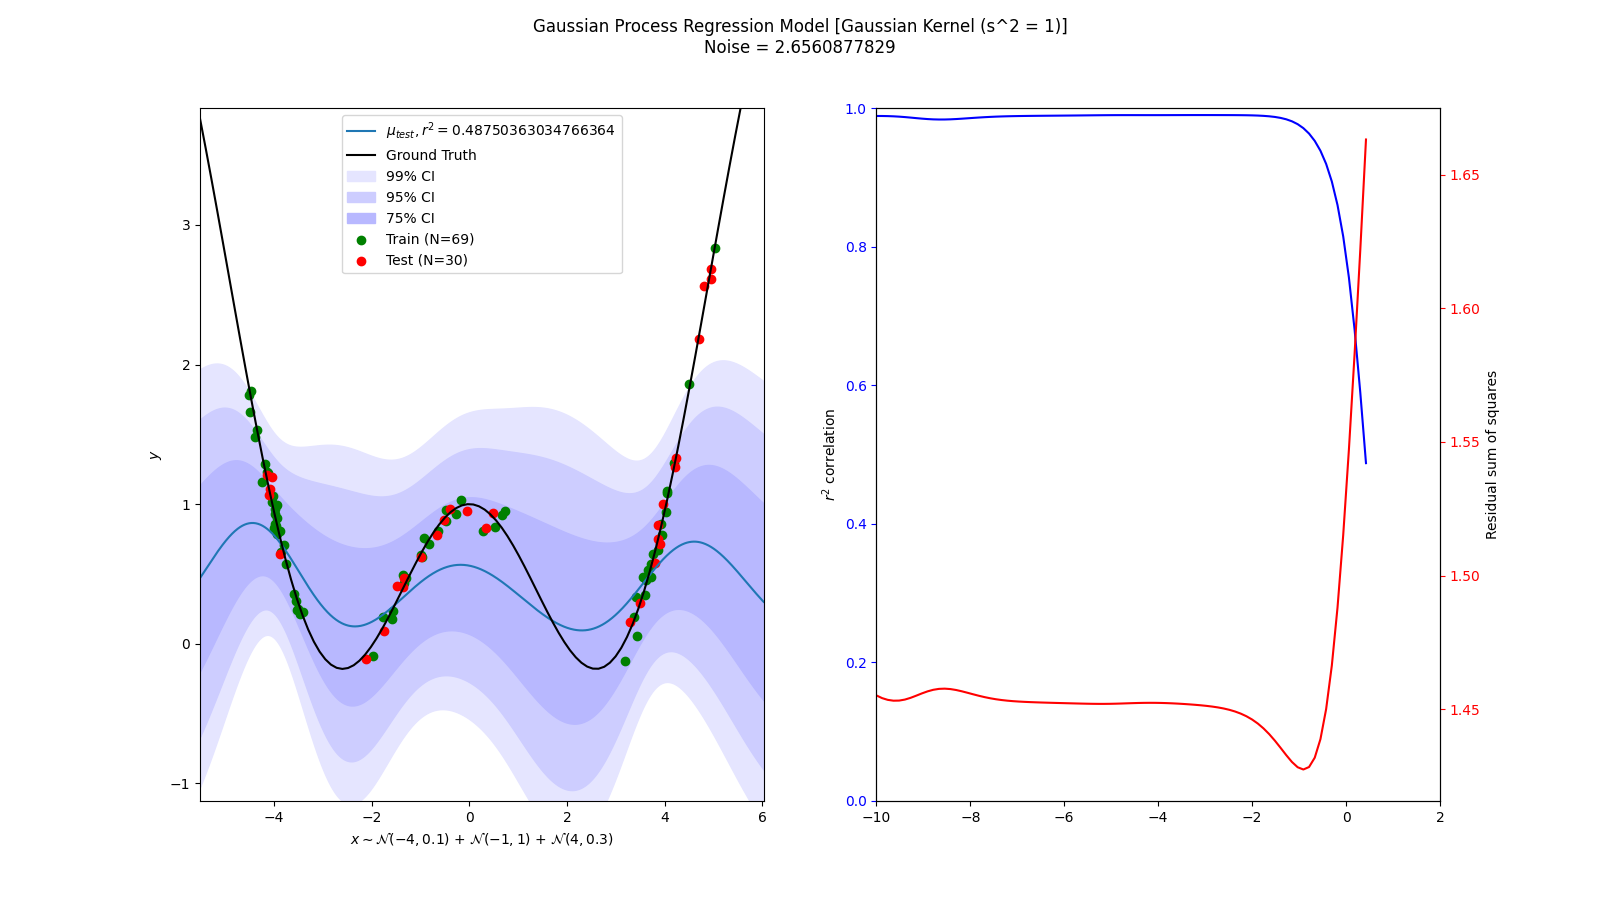 Gaussian Process Regression Model [Gaussian Kernel (s^2 = 1)]
Noise = 2.6560877829
μ_test, r² = 0.48750363034766364
Ground Truth
99% CI
95% CI
75% CI
Train (N=69)
Test (N=30)
3
2
1
0
−1
y
−4 −2 0 2 4 6
x ∼ 𝒩(−4, 0.1) + 𝒩(−1, 1) + 𝒩(4, 0.3)
1.0
0.8
0.6
0.4
0.2
0.0
r² correlation
−10 −8 −6 −4 −2 0 2
1.65
1.60
1.55
1.50
1.45
Residual sum of squares